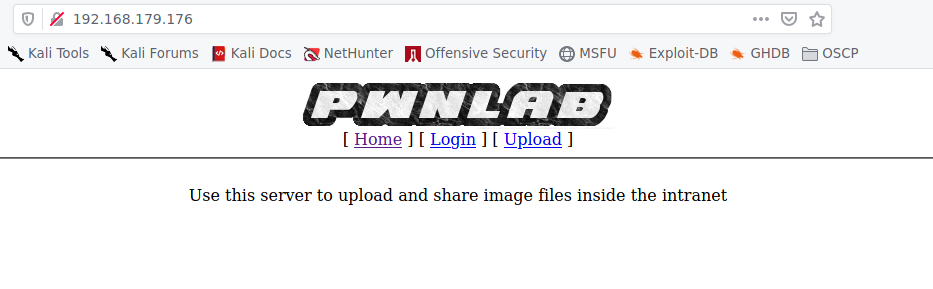 192.168.179.176
Kali Tools Kali Forums Kali Docs NetHunter Offensive Security MSFU Exploit-DB GHDB OSCP
PWNLAB
[ Home ] [ Login ] [ Upload ]
Use this server to upload and share image files inside the intranet